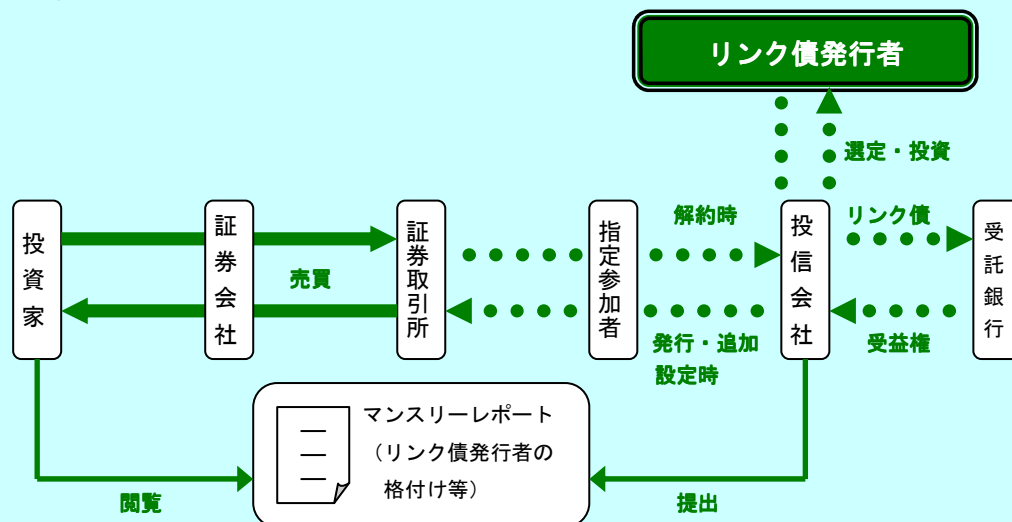 リンク債発行者
選定・投資
投資家
証券会社
証券取引所
指定参加者
投信会社
受託銀行
売買
解約時
発行・追加
設定時
リンク債
受益権
マンスリーレポート
（リンク債発行者の
格付け等）
閲覧
提出